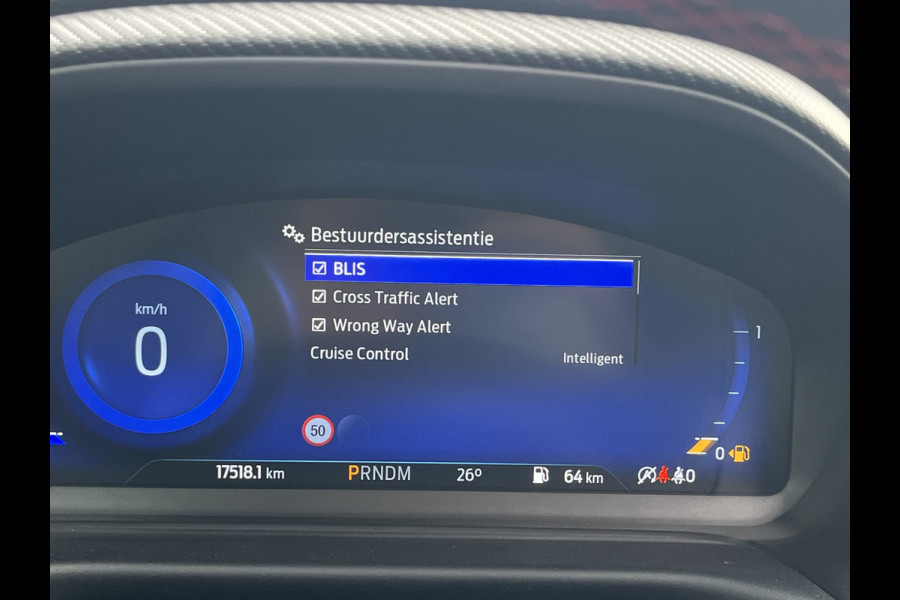 Bestuurdersassistentie
BLIS
Cross Traffic Alert
Wrong Way Alert
Cruise Control Intelligent
km/h
0
1
50
0
17518.1 km PRNDM 26° 64 km 0